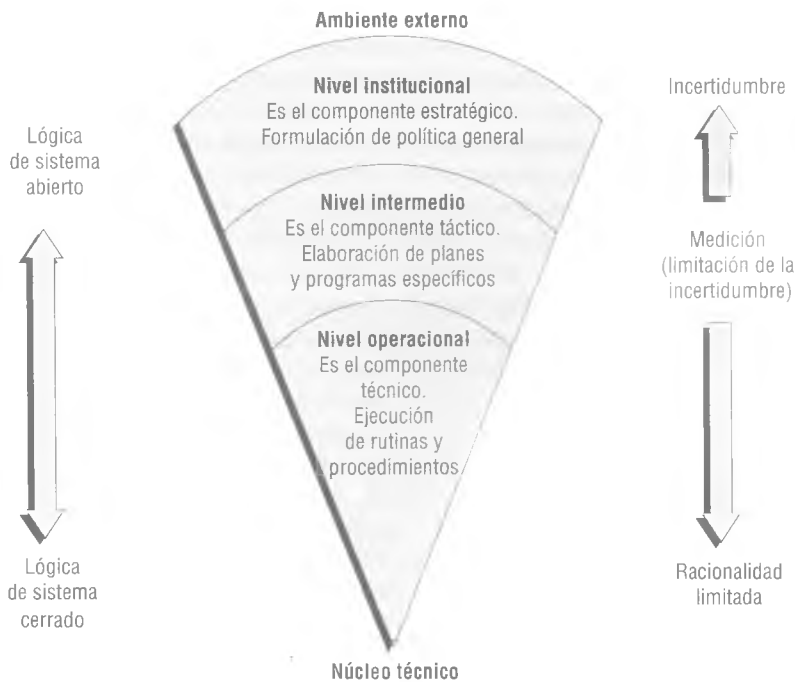 Ambiente externo
Nivel institucional
Es el componente estratégico.
Formulación de política general
Nivel intermedio
Es el componente táctico.
Elaboración de planes
y programas específicos
Nivel operacional
Es el componente
técnico.
Ejecución
de rutinas y
procedimientos
Núcleo técnico
Lógica
de sistema
abierto
Lógica
de sistema
cerrado
Incertidumbre
Medición
(limitación de la
incertidumbre)
Racionalidad
limitada